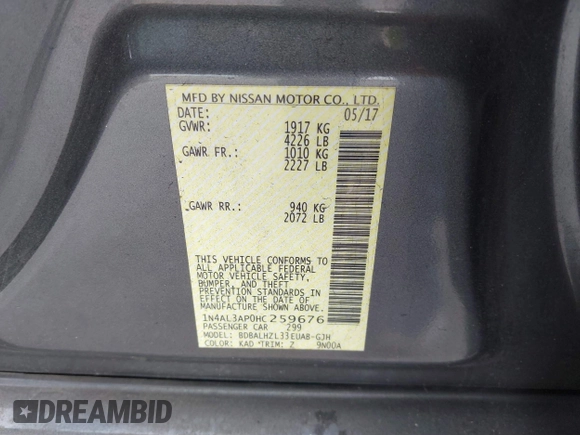 MFD BY NISSAN MOTOR CO., LTD.
DATE: 05/17
GVWR: 1917 KG
4226 LB
GAWR FR.: 1010 KG
2227 LB
GAWR RR.: 940 KG
2072 LB
THIS VEHICLE CONFORMS TO
ALL APPLICABLE FEDERAL
MOTOR VEHICLE SAFETY,
BUMPER, AND THEFT
PREVENTION STANDARDS IN
EFFECT ON THE DATE OF
MANUFACTURE SHOWN ABOVE.
1N4AL3AP0HC259676
PASSENGER CAR 299
MODEL: BDBALHZL33EUAB-GJH
COLOR: KAD TRIM: 2 9N00A
DREAMBID